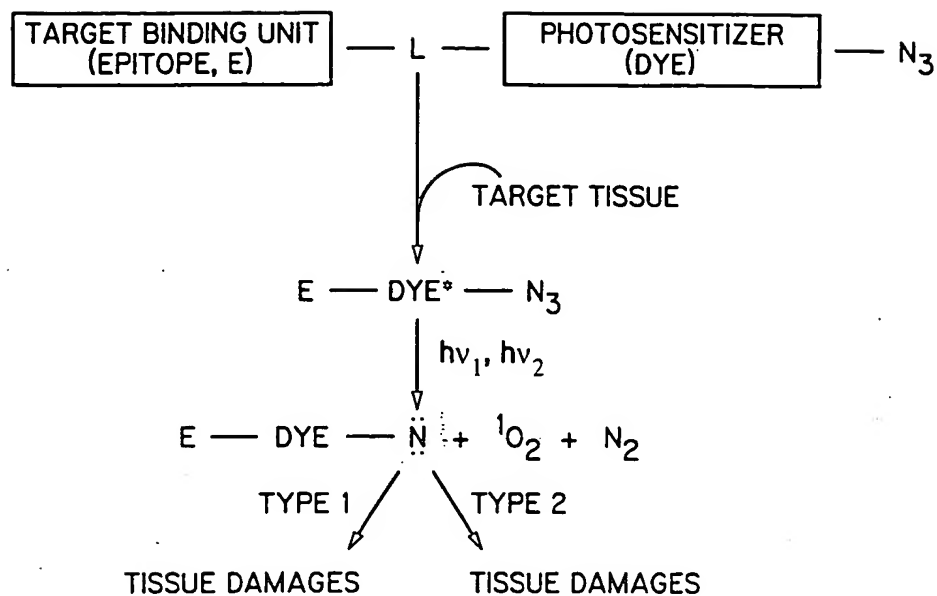 TARGET BINDING UNIT — L — PHOTOSENSITIZER — N₃
(EPITOPE, E) (DYE)
TARGET TISSUE
E — DYE* — N₃
hν₁, hν₂
E — DYE — N̤̈ + ¹O₂ + N₂
TYPE 1 TYPE 2
TISSUE DAMAGES TISSUE DAMAGES